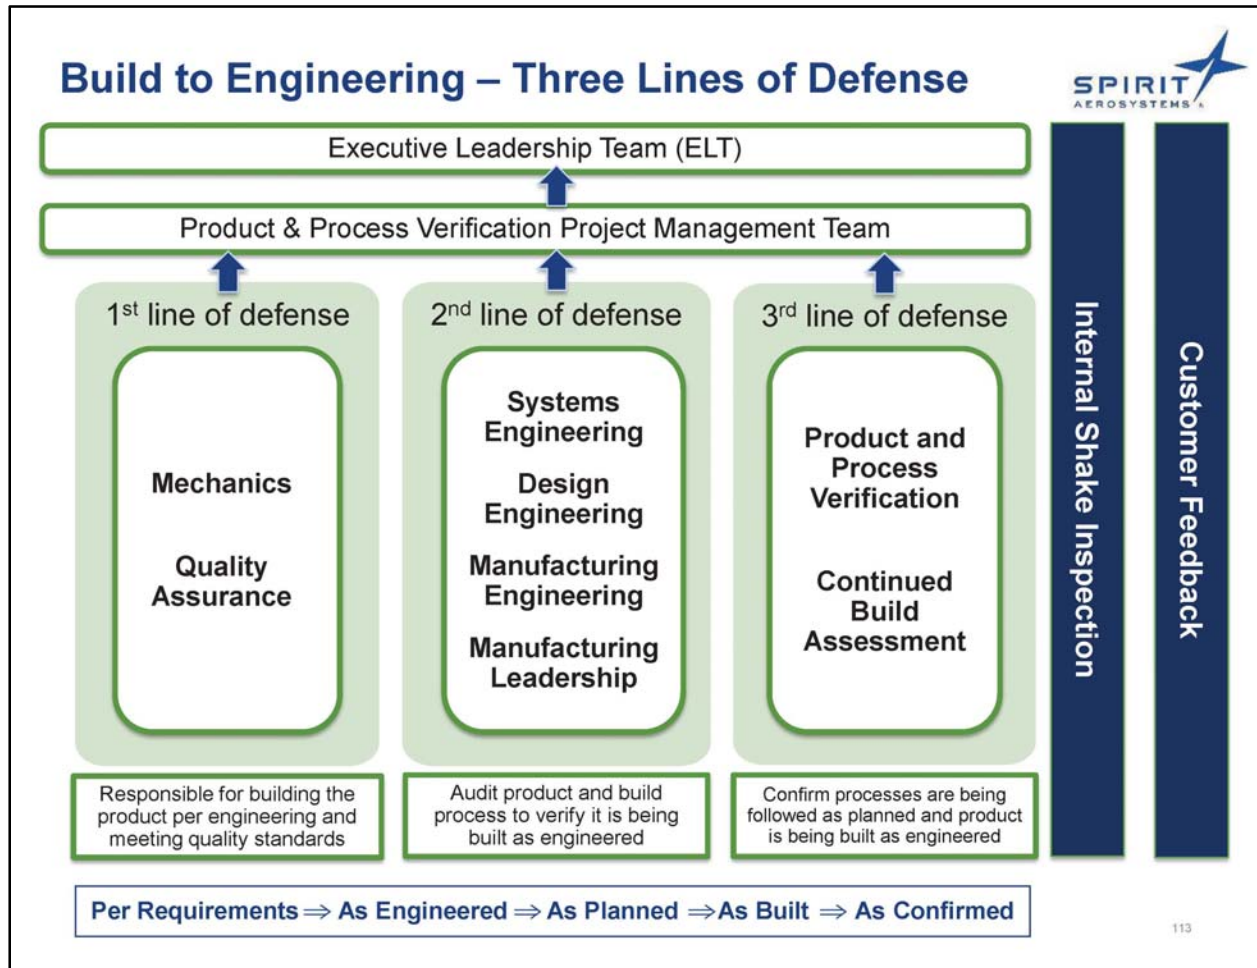 Build to Engineering – Three Lines of Defense
SPIRIT
AEROSYSTEMS
Executive Leadership Team (ELT)
Product & Process Verification Project Management Team
1st line of defense
Mechanics
Quality
Assurance
Responsible for building the
product per engineering and
meeting quality standards
2nd line of defense
Systems
Engineering
Design
Engineering
Manufacturing
Engineering
Manufacturing
Leadership
Audit product and build
process to verify it is being
built as engineered
3rd line of defense
Product and
Process
Verification
Continued
Build
Assessment
Confirm processes are being
followed as planned and product
is being built as engineered
Internal Shake Inspection
Customer Feedback
Per Requirements ⇒ As Engineered ⇒ As Planned ⇒As Built ⇒ As Confirmed
113